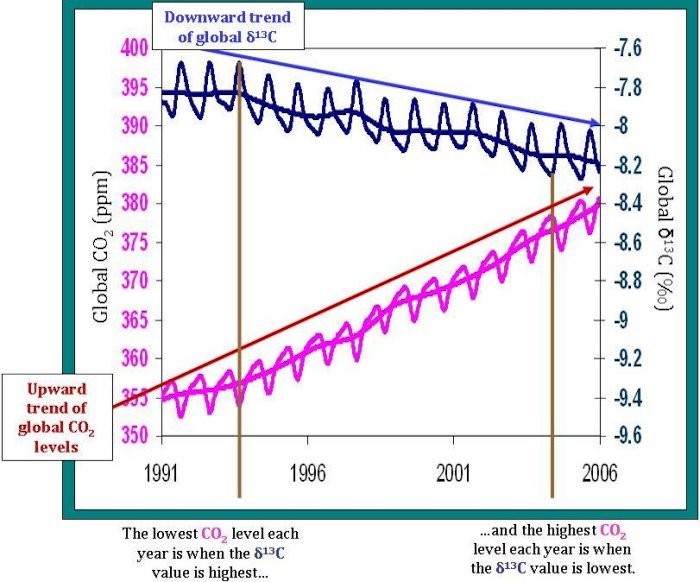 Downward trend
of global δ¹³C
400
395
390
385
380
375
370
365
360
355
350
Global CO₂ (ppm)
-7.6
-7.8
-8
-8.2
-8.4
-8.6
-8.8
-9
-9.2
-9.4
-9.6
Global δ¹³C (‰)
Upward
trend of
global CO₂
levels
1991
1996
2001
2006
The lowest CO₂ level each
year is when the δ¹³C
value is highest...
...and the highest CO₂
level each year is when
the δ¹³C value is lowest.